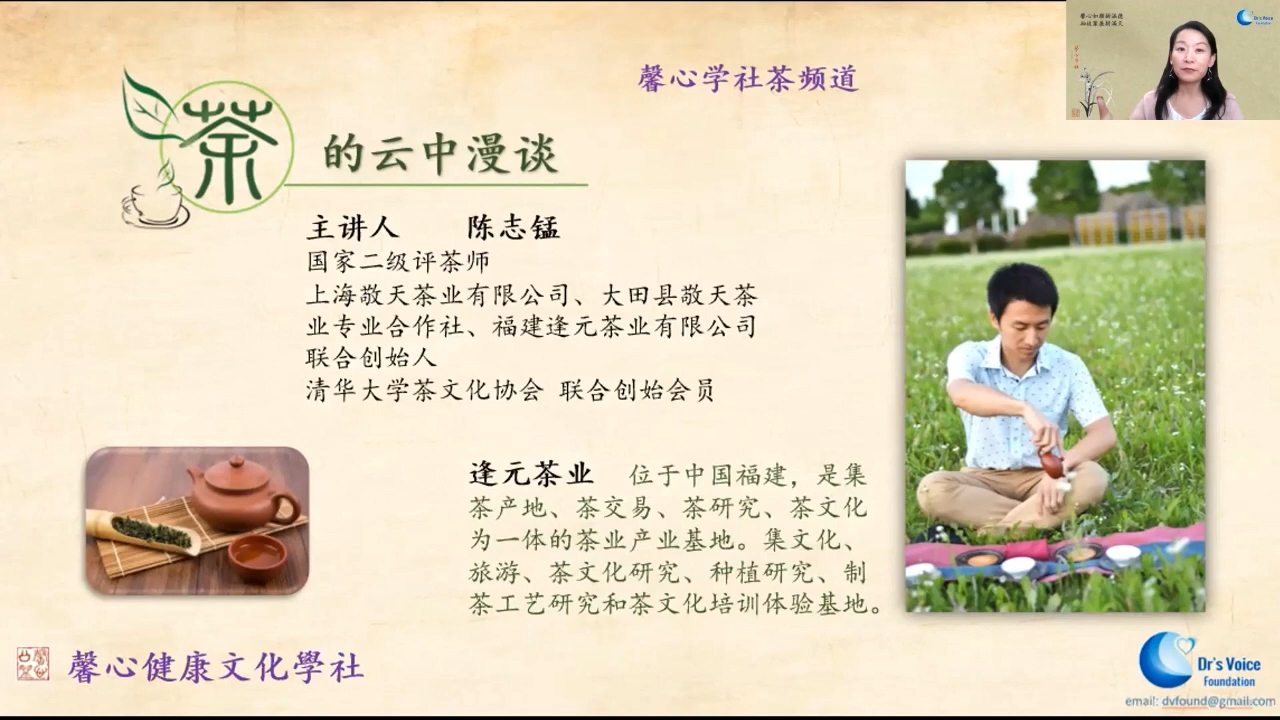 馨心学社茶频道
茶的云中漫谈
主讲人 陈志锰
国家二级评茶师
上海敬天茶业有限公司、大田县敬天茶
业专业合作社、福建逢元茶业有限公司
联合创始人
清华大学茶文化协会 联合创始会员
逢元茶业 位于中国福建，是集
茶产地、茶交易、茶研究、茶文化
为一体的茶业产业基地。集文化、
旅游、茶文化研究、种植研究、制
茶工艺研究和茶文化培训体验基地。
馨心健康文化學社
Dr's Voice
Foundation
email: dvfound@gmail.com
Dr's Voice
Foundation